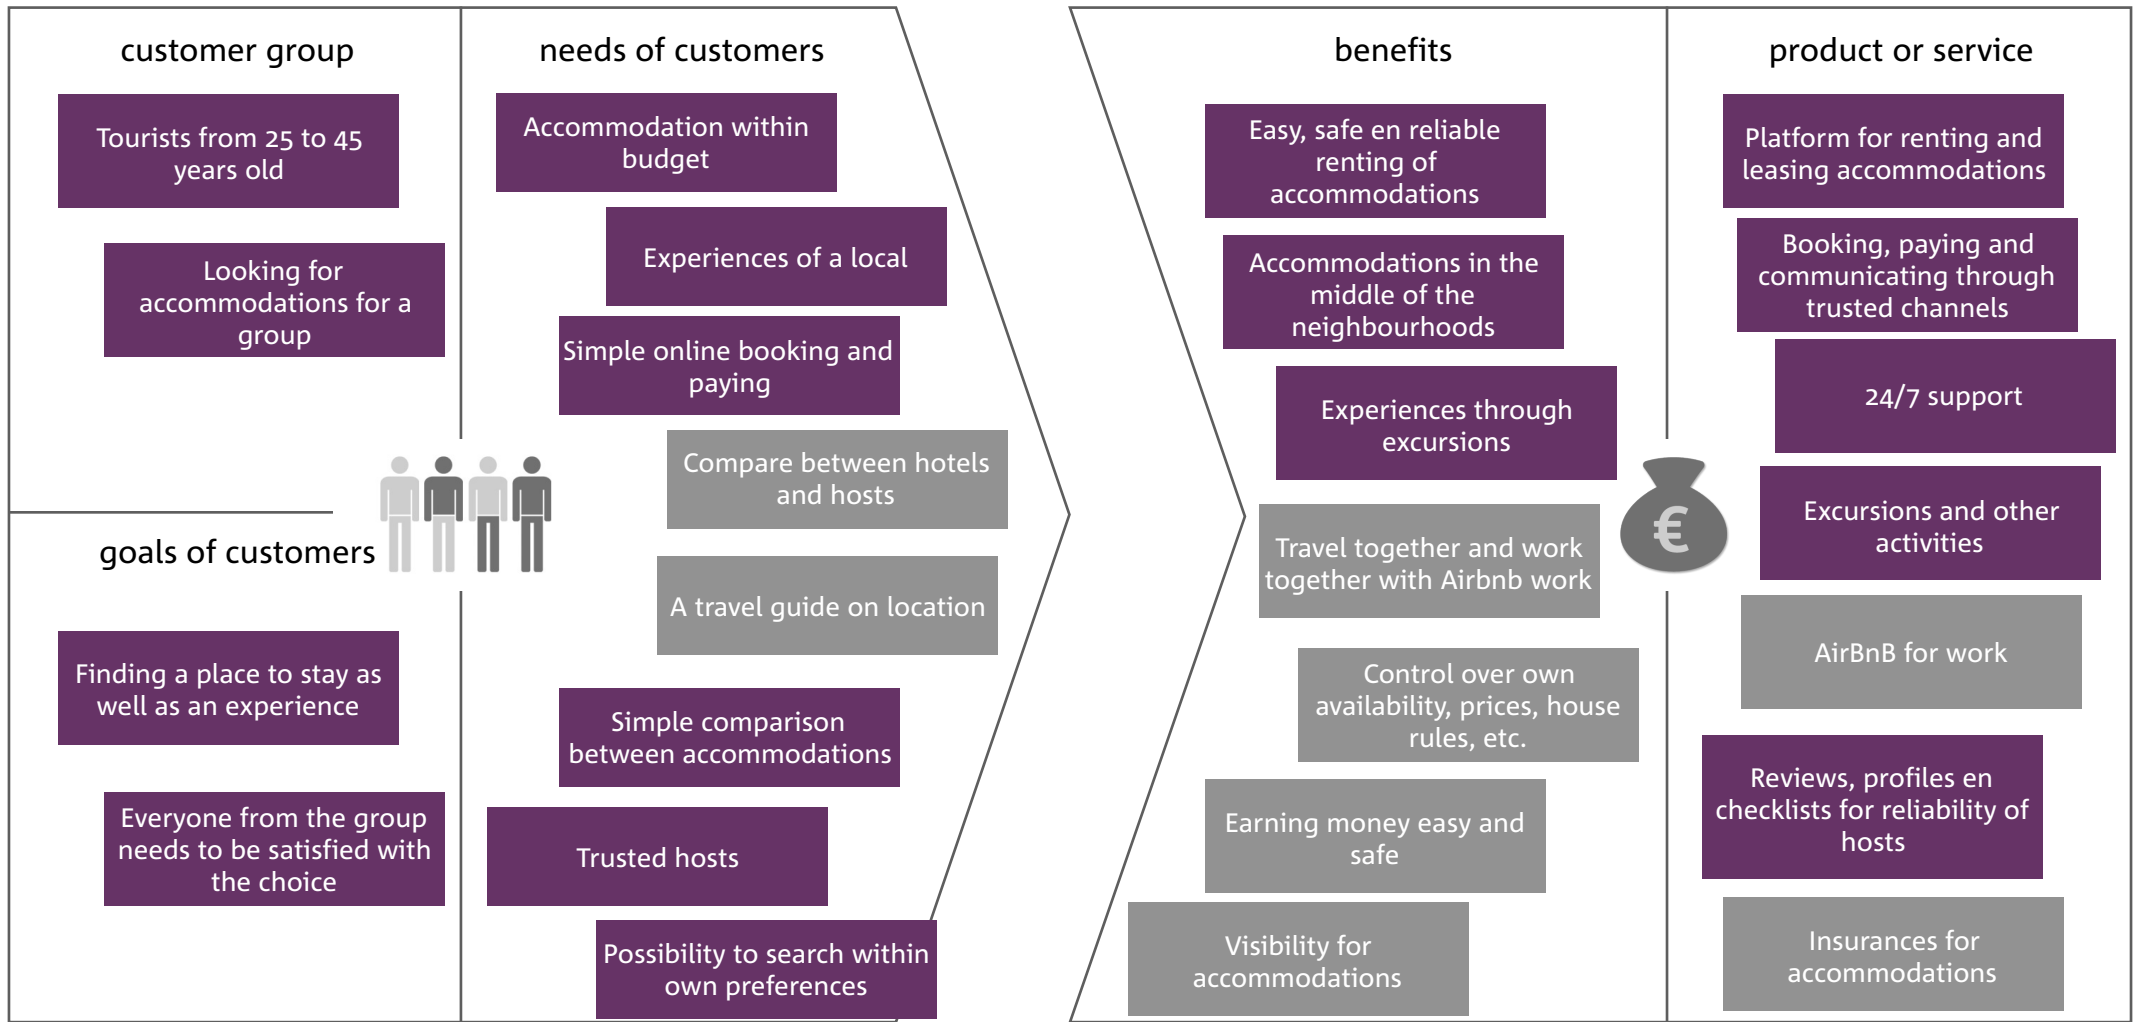 customer group
Tourists from 25 to 45
years old
Looking for
accommodations for a
group
goals of customers
Finding a place to stay as
well as an experience
Everyone from the group
needs to be satisfied with
the choice
needs of customers
Accommodation within
budget
Experiences of a local
Simple online booking and
paying
Compare between hotels
and hosts
A travel guide on location
Simple comparison
between accommodations
Trusted hosts
Possibility to search within
own preferences
benefits
Easy, safe en reliable
renting of
accommodations
Accommodations in the
middle of the
neighbourhoods
Experiences through
excursions
Travel together and work
together with Airbnb work
Control over own
availability, prices, house
rules, etc.
Earning money easy and
safe
Visibility for
accommodations
€
product or service
Platform for renting and
leasing accommodations
Booking, paying and
communicating through
trusted channels
24/7 support
Excursions and other
activities
AirBnB for work
Reviews, profiles en
checklists for reliability of
hosts
Insurances for
accommodations